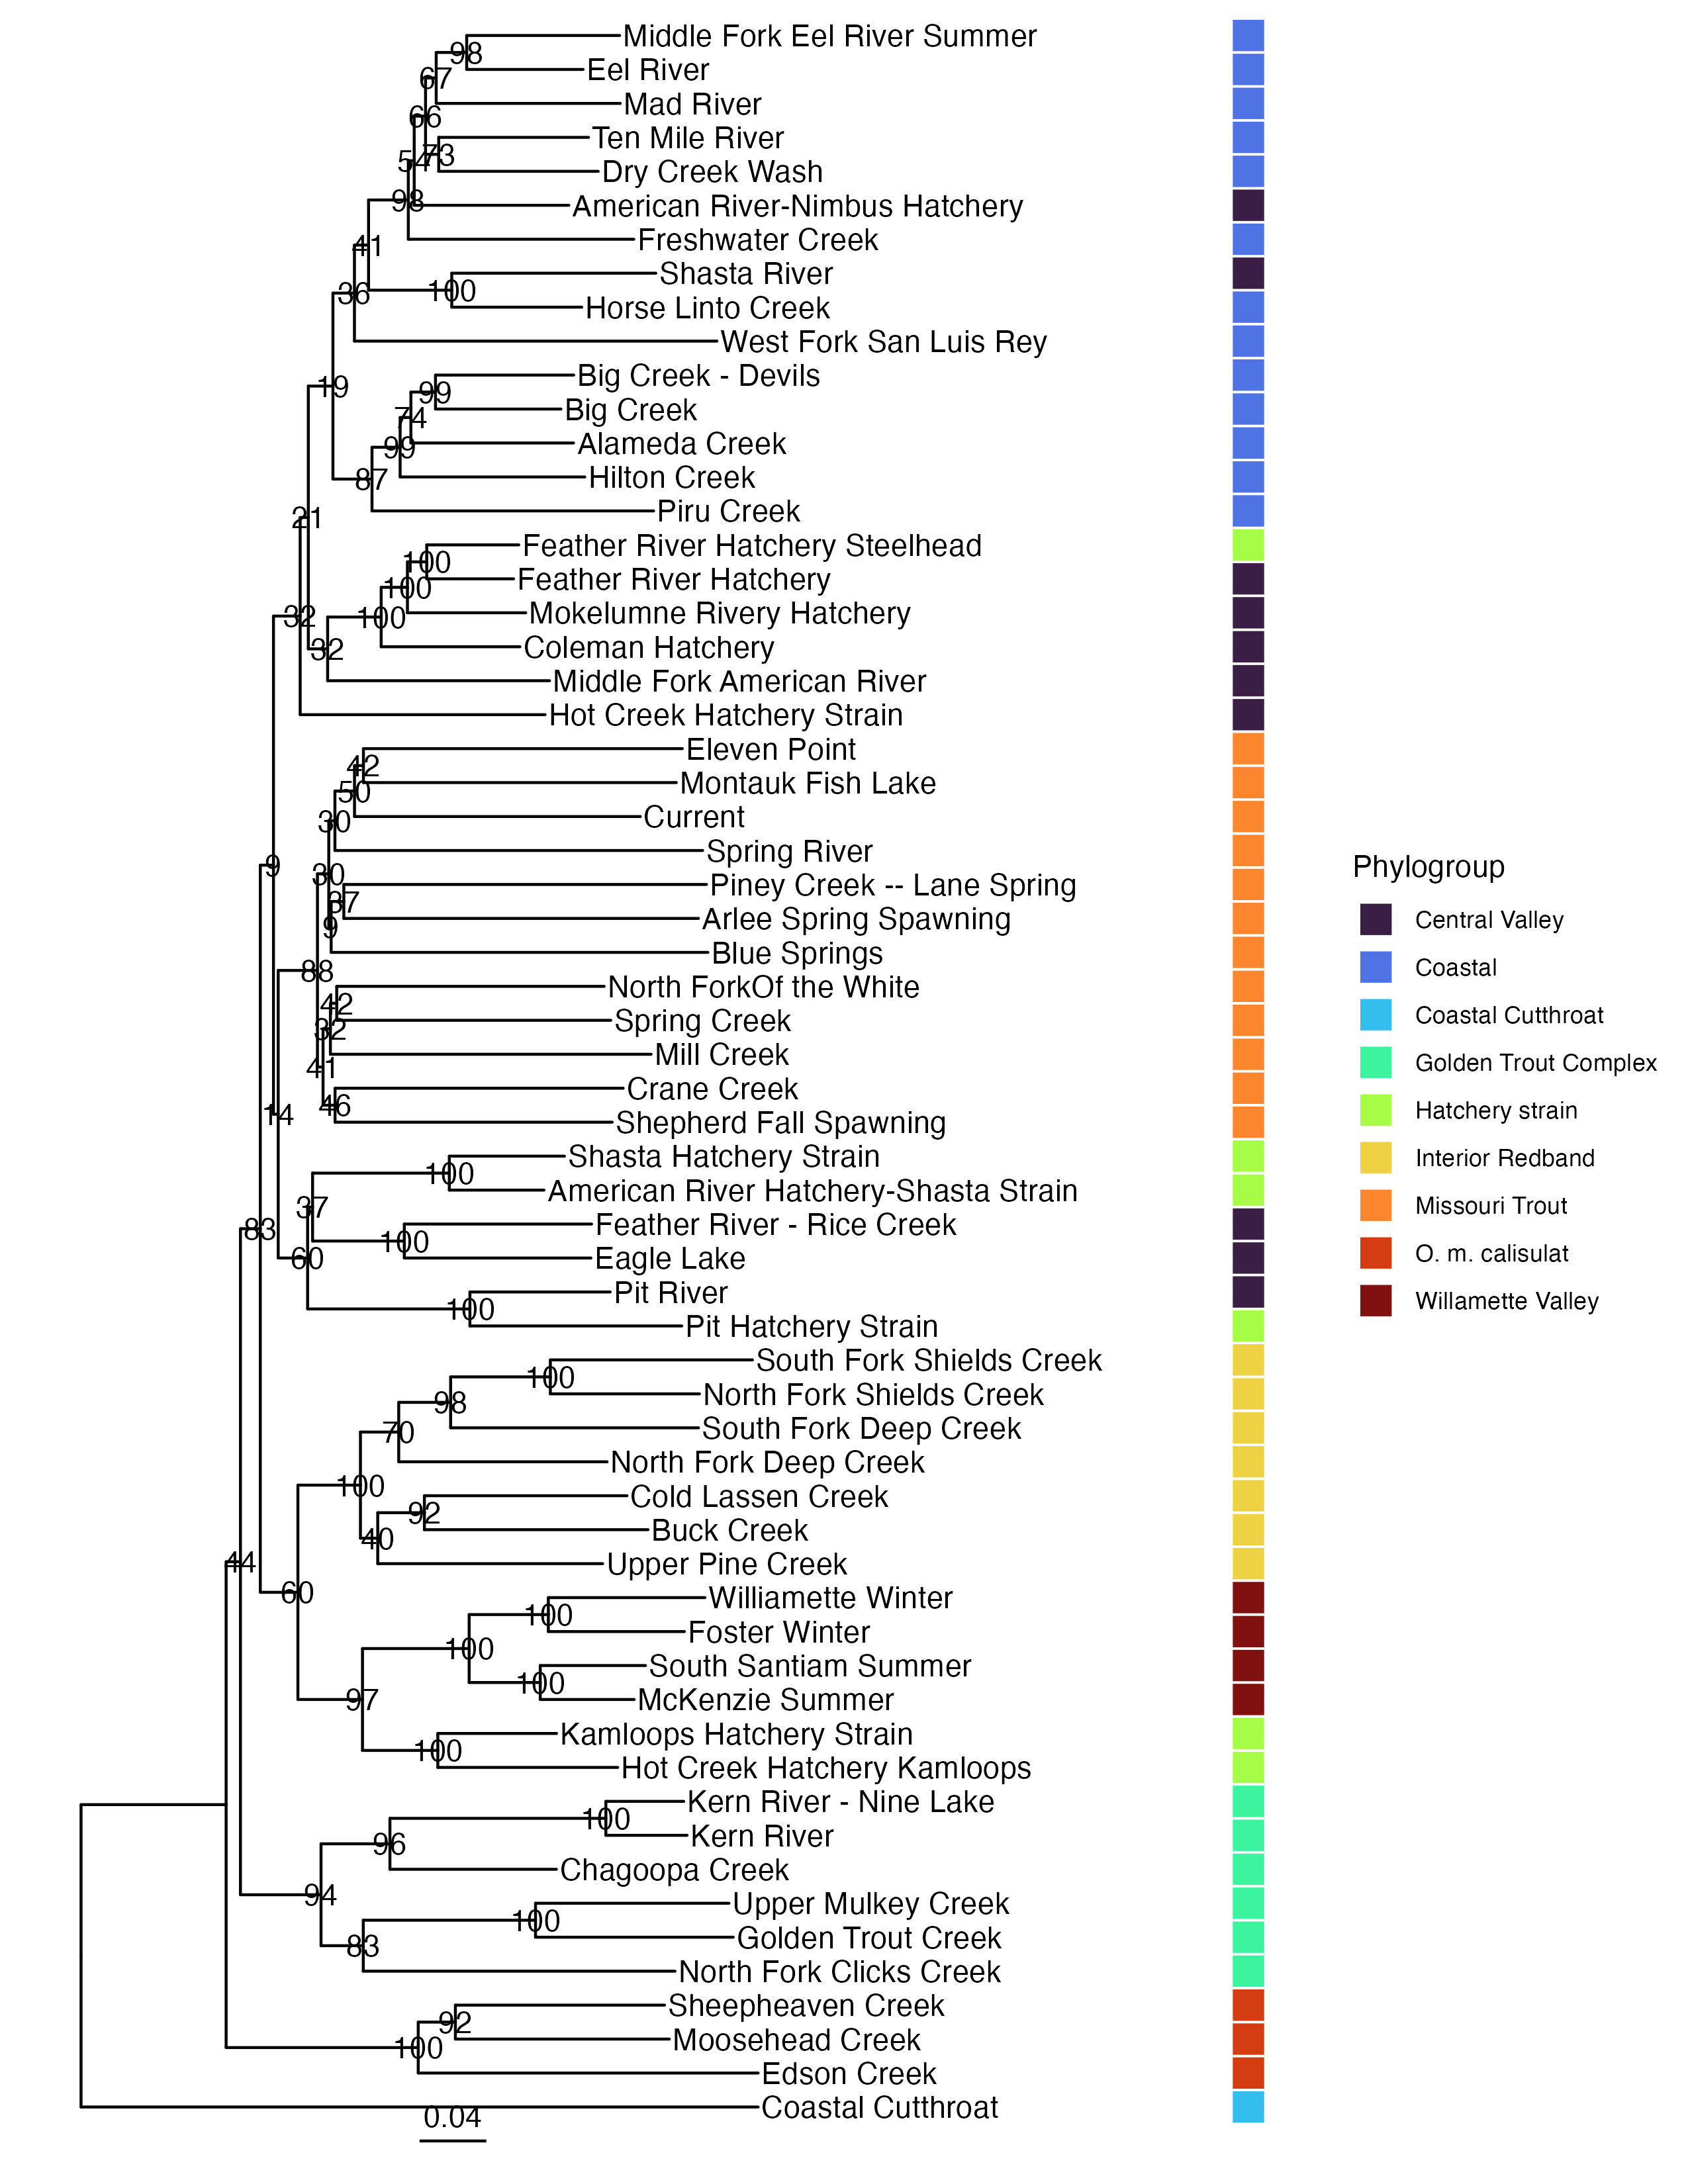 Middle Fork Eel River Summer
98
Eel River
67
Mad River
66
Ten Mile River
73
54
Dry Creek Wash
98
American River-Nimbus Hatchery
Freshwater Creek
41
Shasta River
100
36
Horse Linto Creek
West Fork San Luis Rey
Big Creek - Devils
19
99
Big Creek
74
Alameda Creek
99
Hilton Creek
87
Piru Creek
21
Feather River Hatchery Steelhead
100
Feather River Hatchery
100
Mokelumne Rivery Hatchery
32
100
Coleman Hatchery
32
Middle Fork American River
Hot Creek Hatchery Strain
Eleven Point
42
Montauk Fish Lake
50
Current
30
Spring River
9
30
Piney Creek -- Lane Spring
37
Arlee Spring Spawning
9
Blue Springs
88
North ForkOf the White
42
Spring Creek
32
Mill Creek
41
Crane Creek
46
14
Shepherd Fall Spawning
Shasta Hatchery Strain
100
American River Hatchery-Shasta Strain
37
Feather River - Rice Creek
83
100
Eagle Lake
60
Pit River
100
Pit Hatchery Strain
South Fork Shields Creek
100
North Fork Shields Creek
98
South Fork Deep Creek
70
North Fork Deep Creek
100
Cold Lassen Creek
92
Buck Creek
40
Upper Pine Creek
44
60
Williamette Winter
100
Foster Winter
100
South Santiam Summer
100
McKenzie Summer
97
Kamloops Hatchery Strain
100
Hot Creek Hatchery Kamloops
Kern River - Nine Lake
100
Kern River
96
Chagoopa Creek
94
Upper Mulkey Creek
100
Golden Trout Creek
83
North Fork Clicks Creek
Sheepheaven Creek
92
Moosehead Creek
100
Edson Creek
Coastal Cutthroat
0.04
Phylogroup
Central Valley
Coastal
Coastal Cutthroat
Golden Trout Complex
Hatchery strain
Interior Redband
Missouri Trout
O. m. calisulat
Willamette Valley